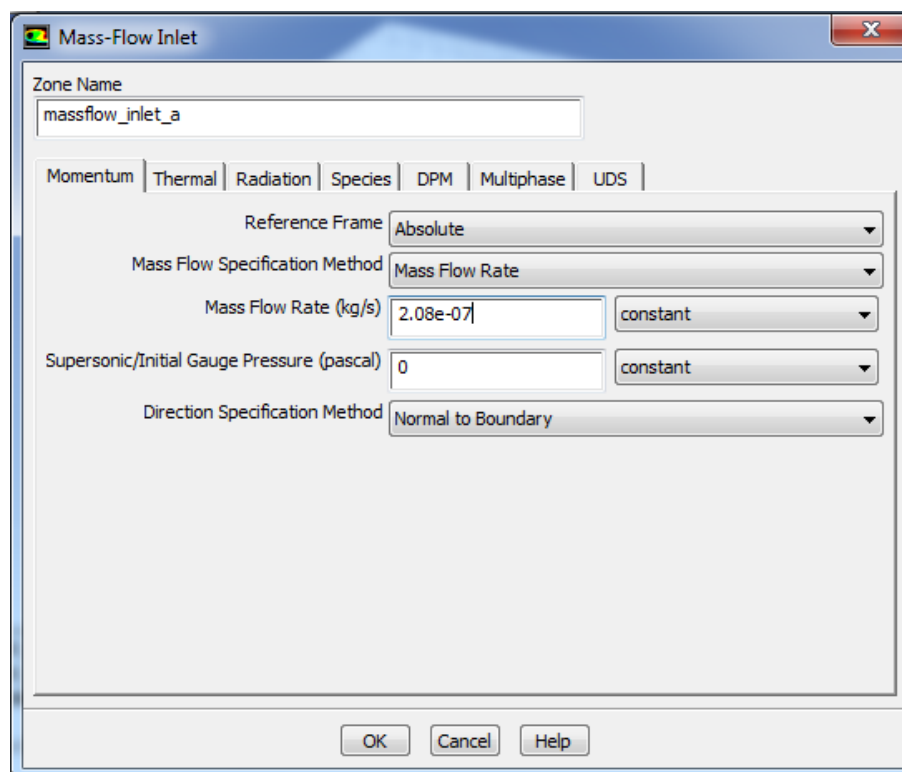 Mass-Flow Inlet
X
Zone Name
massflow_inlet_a
Momentum Thermal Radiation Species DPM Multiphase UDS
Reference Frame Absolute
Mass Flow Specification Method Mass Flow Rate
Mass Flow Rate (kg/s) 2.08e-07 constant
Supersonic/Initial Gauge Pressure (pascal) 0 constant
Direction Specification Method Normal to Boundary
OK Cancel Help